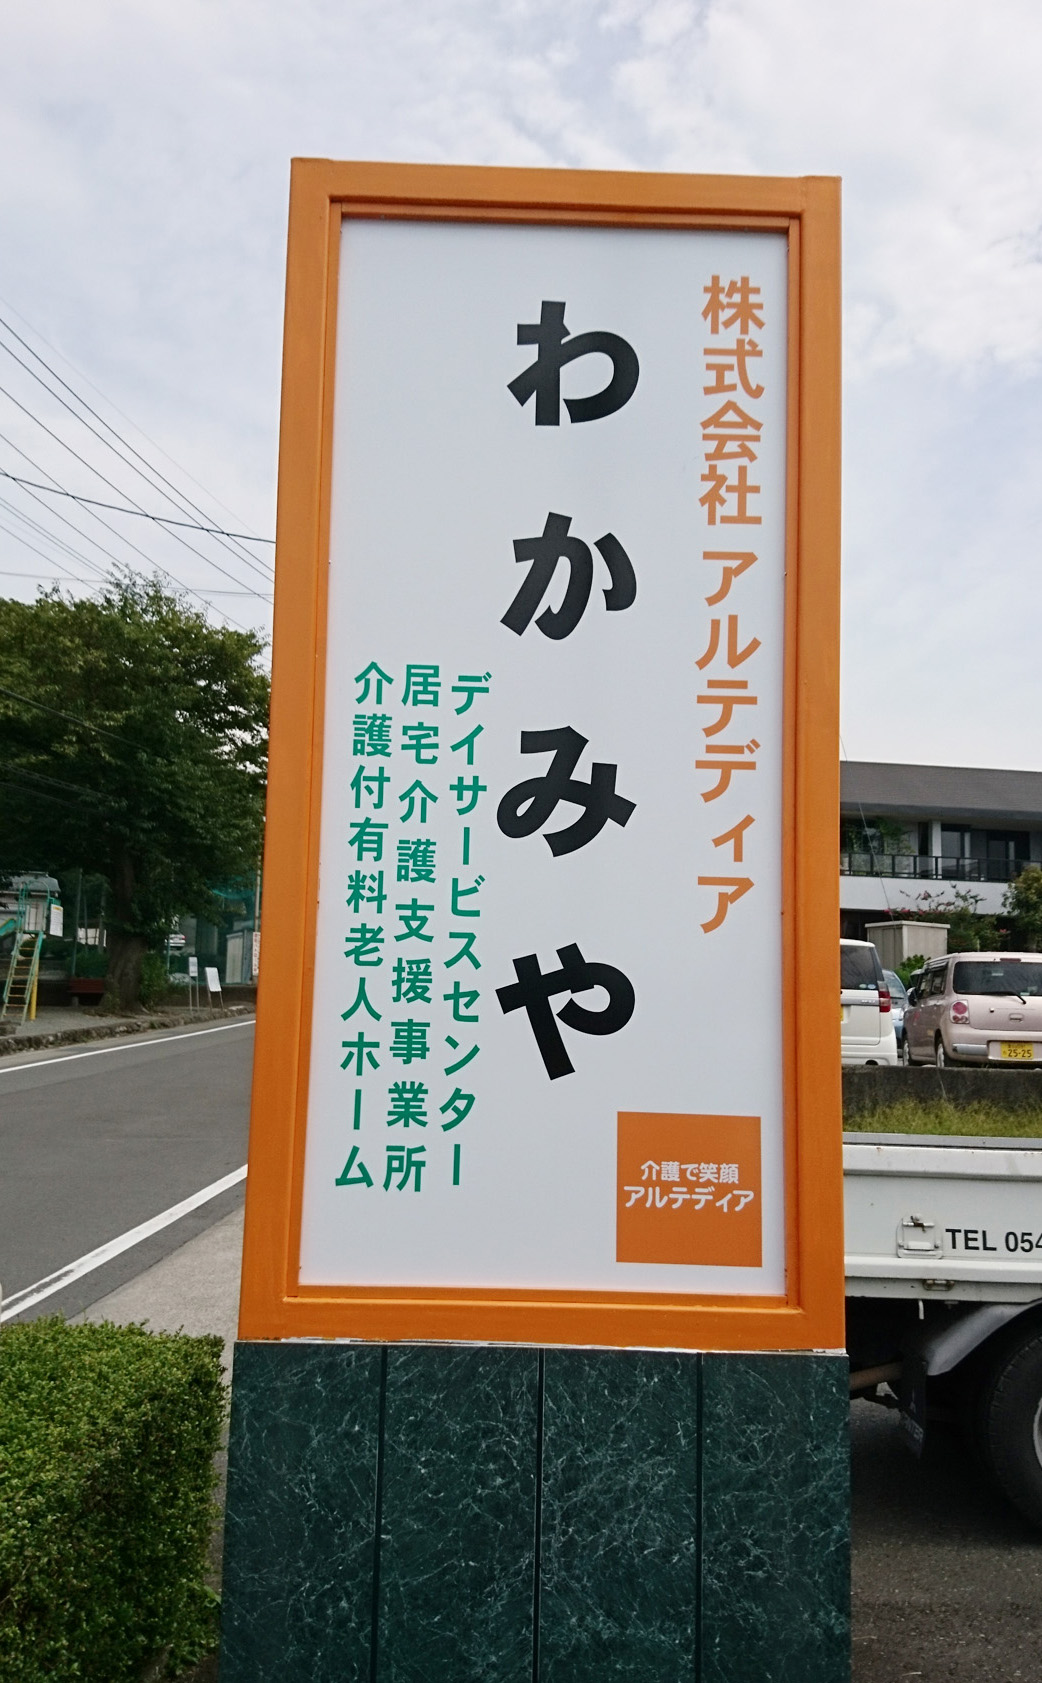 株式会社 アルテディア
わかみや
デイサービスセンター
居宅介護支援事業所
介護付有料老人ホーム
介護で笑顔
アルテディア
TEL 054
25-25